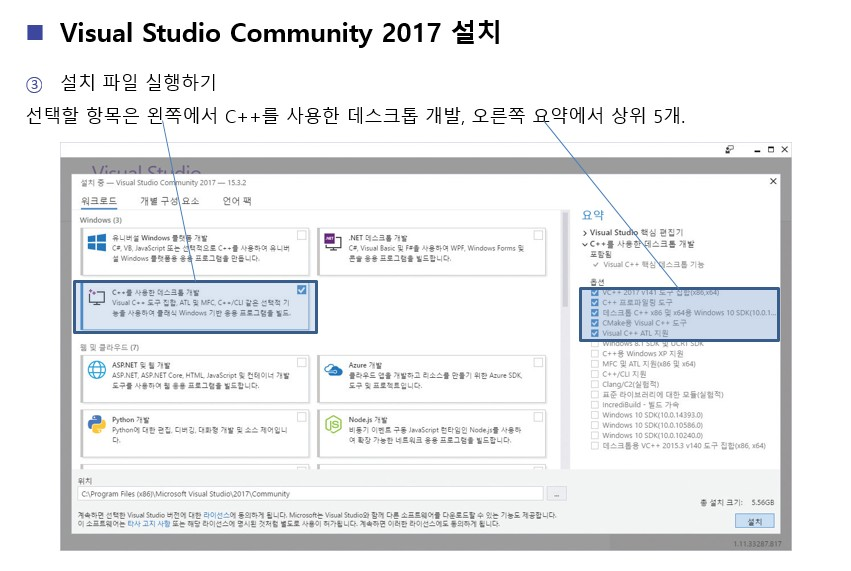 Visual Studio Community 2017 설치
③ 설치 파일 실행하기
선택할 항목은 왼쪽에서 C++를 사용한 데스크톱 개발, 오른쪽 요약에서 상위 5개.
Visual Studio
설치 중 — Visual Studio Community 2017 — 15.3.2
워크로드 개별 구성 요소 언어 팩
Windows (3)
유니버설 Windows 플랫폼 개발
C#, VB, JavaScript 또는 선택적으로 C++을 사용하여 유니버
설 Windows 플랫폼용 응용 프로그램을 만듭니다.
.NET 데스크톱 개발
C#, Visual Basic 및 F#을 사용하여 WPF, Windows Forms 및
콘솔 응용 프로그램을 빌드합니다.
C++를 사용한 데스크톱 개발
Visual C++ 도구 집합, ATL 및 MFC, C++/CLI 같은 선택적 기
능을 사용하여 클래식 Windows 기반 응용 프로그램을 빌드.
웹 및 클라우드 (7)
ASP.NET 및 웹 개발
ASP.NET, ASP.NET Core, HTML, JavaScript 및 컨테이너 개발
도구를 사용하여 웹 응용 프로그램을 빌드합니다.
Azure 개발
클라우드 앱을 개발하고 리소스를 만들기 위한 Azure SDK,
도구 및 프로젝트입니다.
Python 개발
Python에 대한 편집, 디버깅, 대화형 개발 및 소스 제어입니
다.
Node.js 개발
비동기 이벤트 구동 JavaScript 런타임인 Node.js를 사용하
여 확장 가능한 네트워크 응용 프로그램을 빌드합니다.
요약
Visual Studio 핵심 편집기
C++를 사용한 데스크톱 개발
포함됨
Visual C++ 핵심 데스크톱 기능
옵션
VC++ 2017 v141 도구 집합(x86,x64)
C++ 프로파일링 도구
데스크톱 C++ x86 및 x64용 Windows 10 SDK(10.0.1...
CMake용 Visual C++ 도구
Visual C++ ATL 지원
Windows 8.1 SDK 및 UCRT SDK
C++용 Windows XP 지원
MFC 및 ATL 지원(x86 및 x64)
C++/CLI 지원
Clang/C2(실험적)
표준 라이브러리에 대한 모듈(실험적)
IncrediBuild - 빌드 가속
Windows 10 SDK(10.0.14393.0)
Windows 10 SDK(10.0.10586.0)
Windows 10 SDK(10.0.10240.0)
데스크톱용 VC++ 2015.3 v140 도구 집합(x86, x64)
위치
C:\Program Files (x86)\Microsoft Visual Studio\2017\Community
...
계속하면 선택한 Visual Studio 버전에 대한 라이선스에 동의하게 됩니다. Microsoft는 Visual Studio와 함께 다른 소프트웨어를 다운로드할 수 있는 기능도 제공합니다.
이 소프트웨어는 타사 고지 사항 또는 해당 라이선스에 명시된 것처럼 별도로 사용이 허가됩니다. 계속하면 이러한 라이선스에도 동의하게 됩니다.
총 설치 크기: 5.56GB
설치
1.11.33287.817